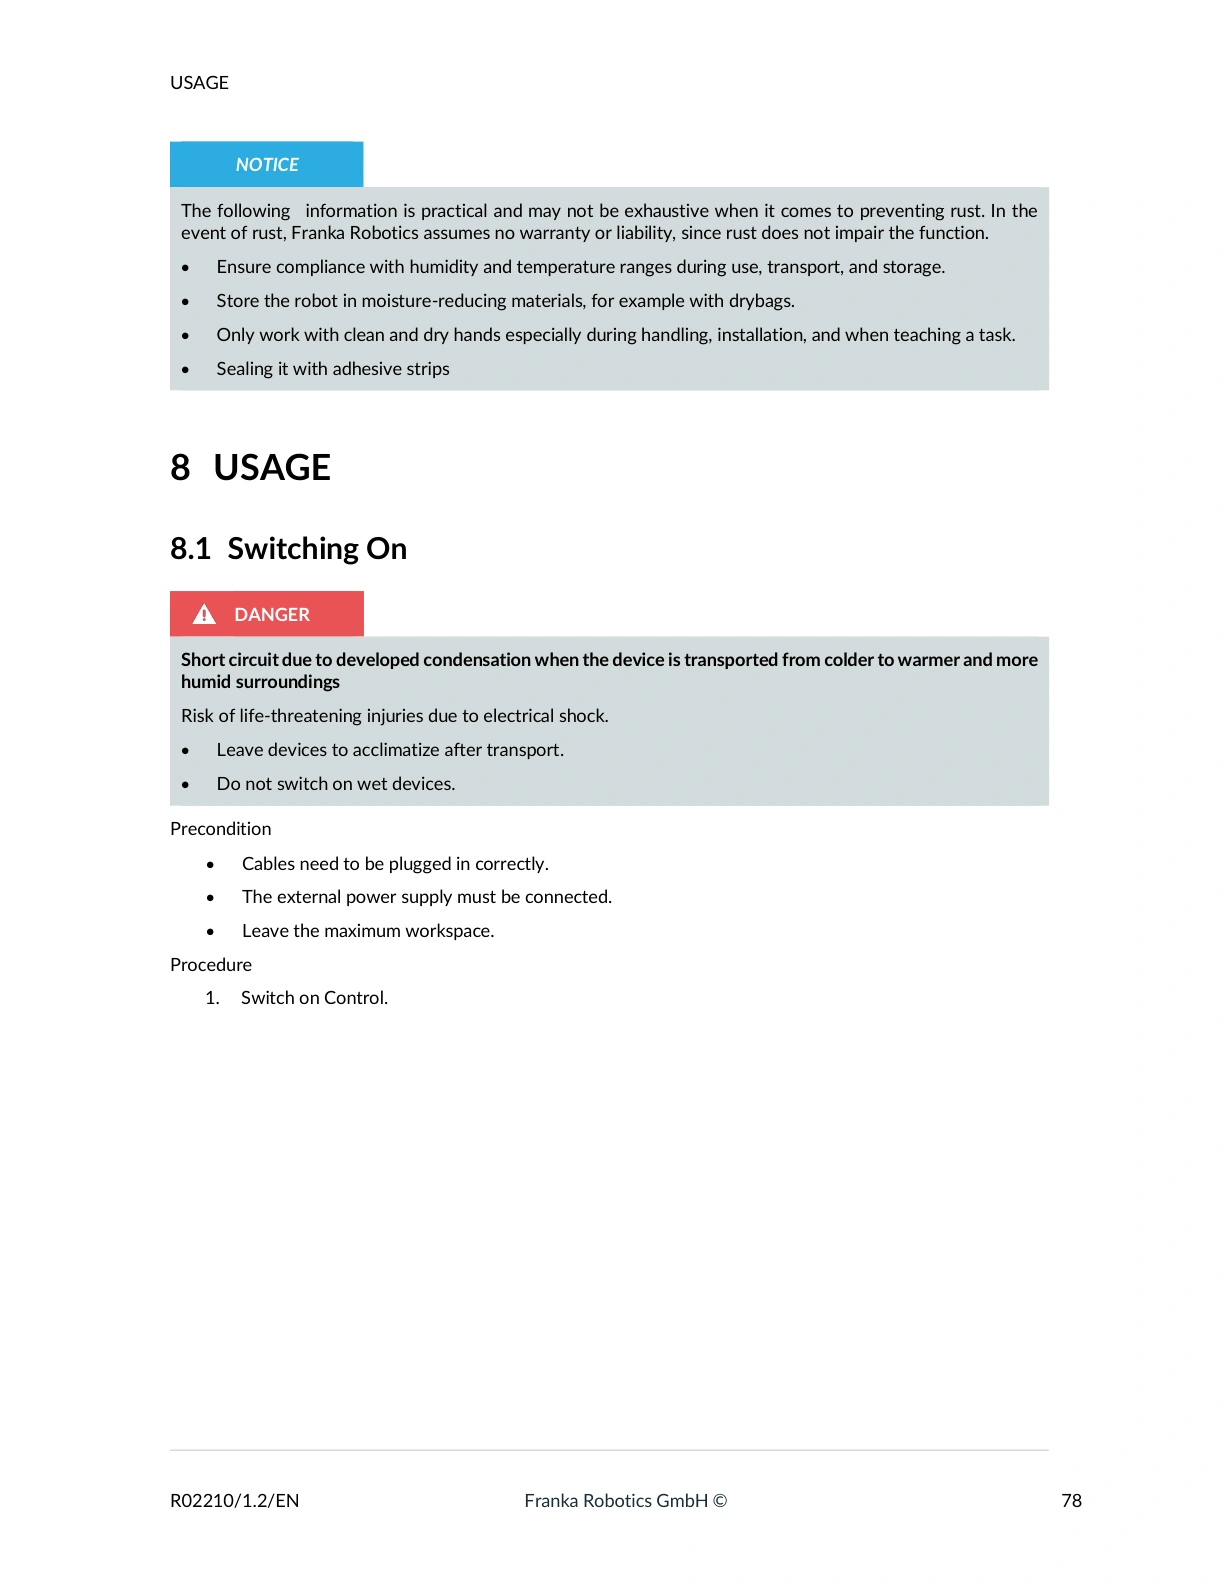 USAGE
NOTICE
The following information is practical and may not be exhaustive when it comes to preventing rust. In the
event of rust, Franka Robotics assumes no warranty or liability, since rust does not impair the function.
• Ensure compliance with humidity and temperature ranges during use, transport, and storage.
• Store the robot in moisture-reducing materials, for example with drybags.
• Only work with clean and dry hands especially during handling, installation, and when teaching a task.
• Sealing it with adhesive strips
8 USAGE
8.1 Switching On
DANGER
Short circuit due to developed condensation when the device is transported from colder to warmer and more
humid surroundings
Risk of life-threatening injuries due to electrical shock.
• Leave devices to acclimatize after transport.
• Do not switch on wet devices.
Precondition
• Cables need to be plugged in correctly.
• The external power supply must be connected.
• Leave the maximum workspace.
Procedure
1. Switch on Control.
R02210/1.2/EN Franka Robotics GmbH © 78